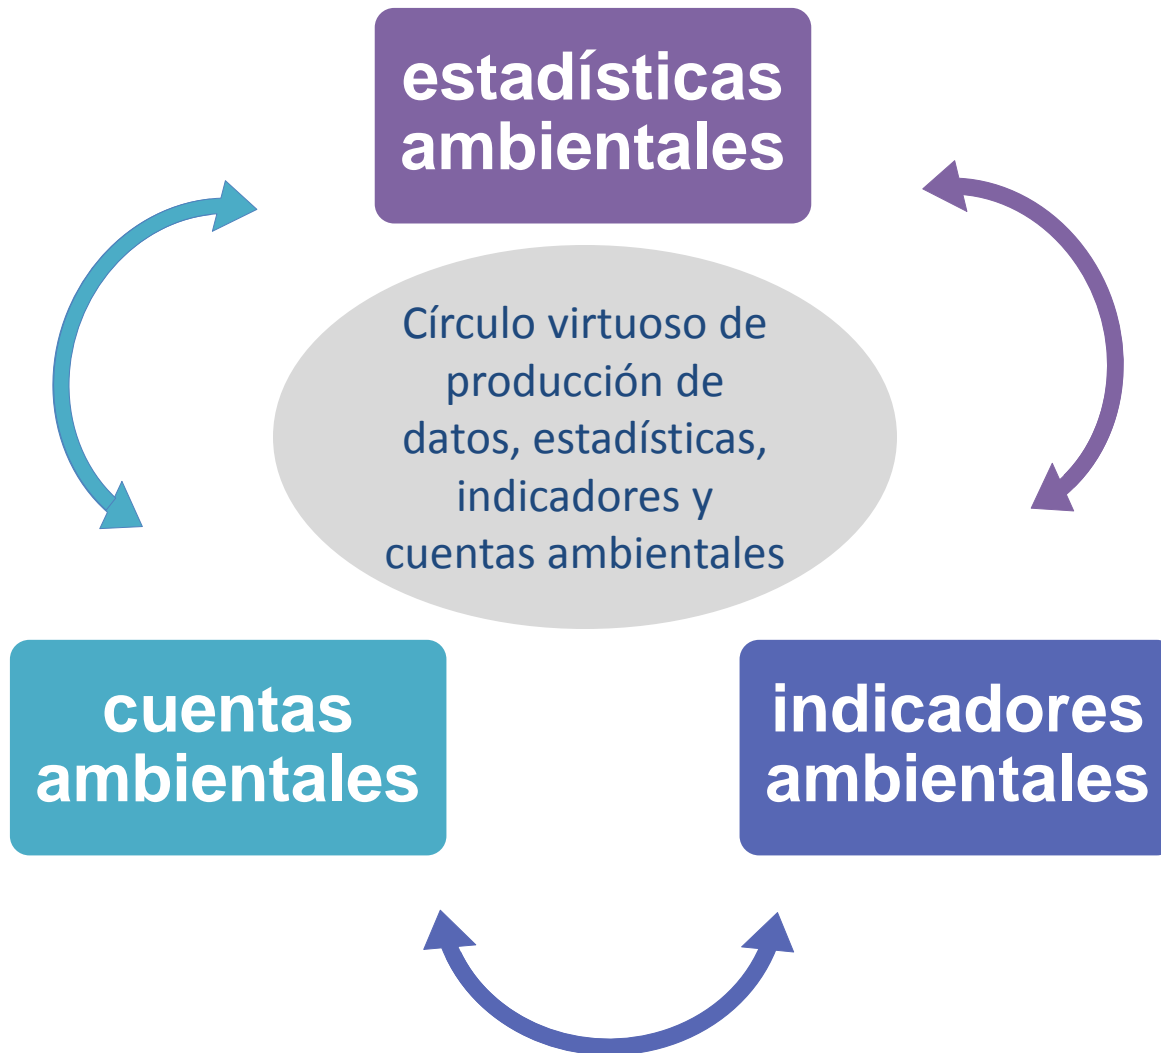 estadísticas
ambientales
Círculo virtuoso de
producción de
datos, estadísticas,
indicadores y
cuentas ambientales
cuentas
ambientales
indicadores
ambientales